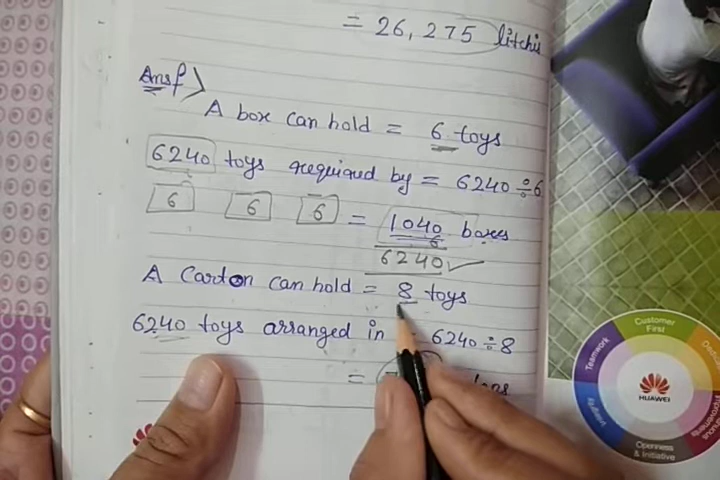 = 26,275 litchis
Ans f>
A box can hold = 6 toys
6240 toys required by = 6240 ÷ 6
6 6 6 = 1040 boxes
6
6240 ✓
A Carton can hold = 8 toys
6240 toys arranged in 6240 ÷ 8
=
Customer First
Teamwork
HUAWEI
Integrity
Openness & Initiative